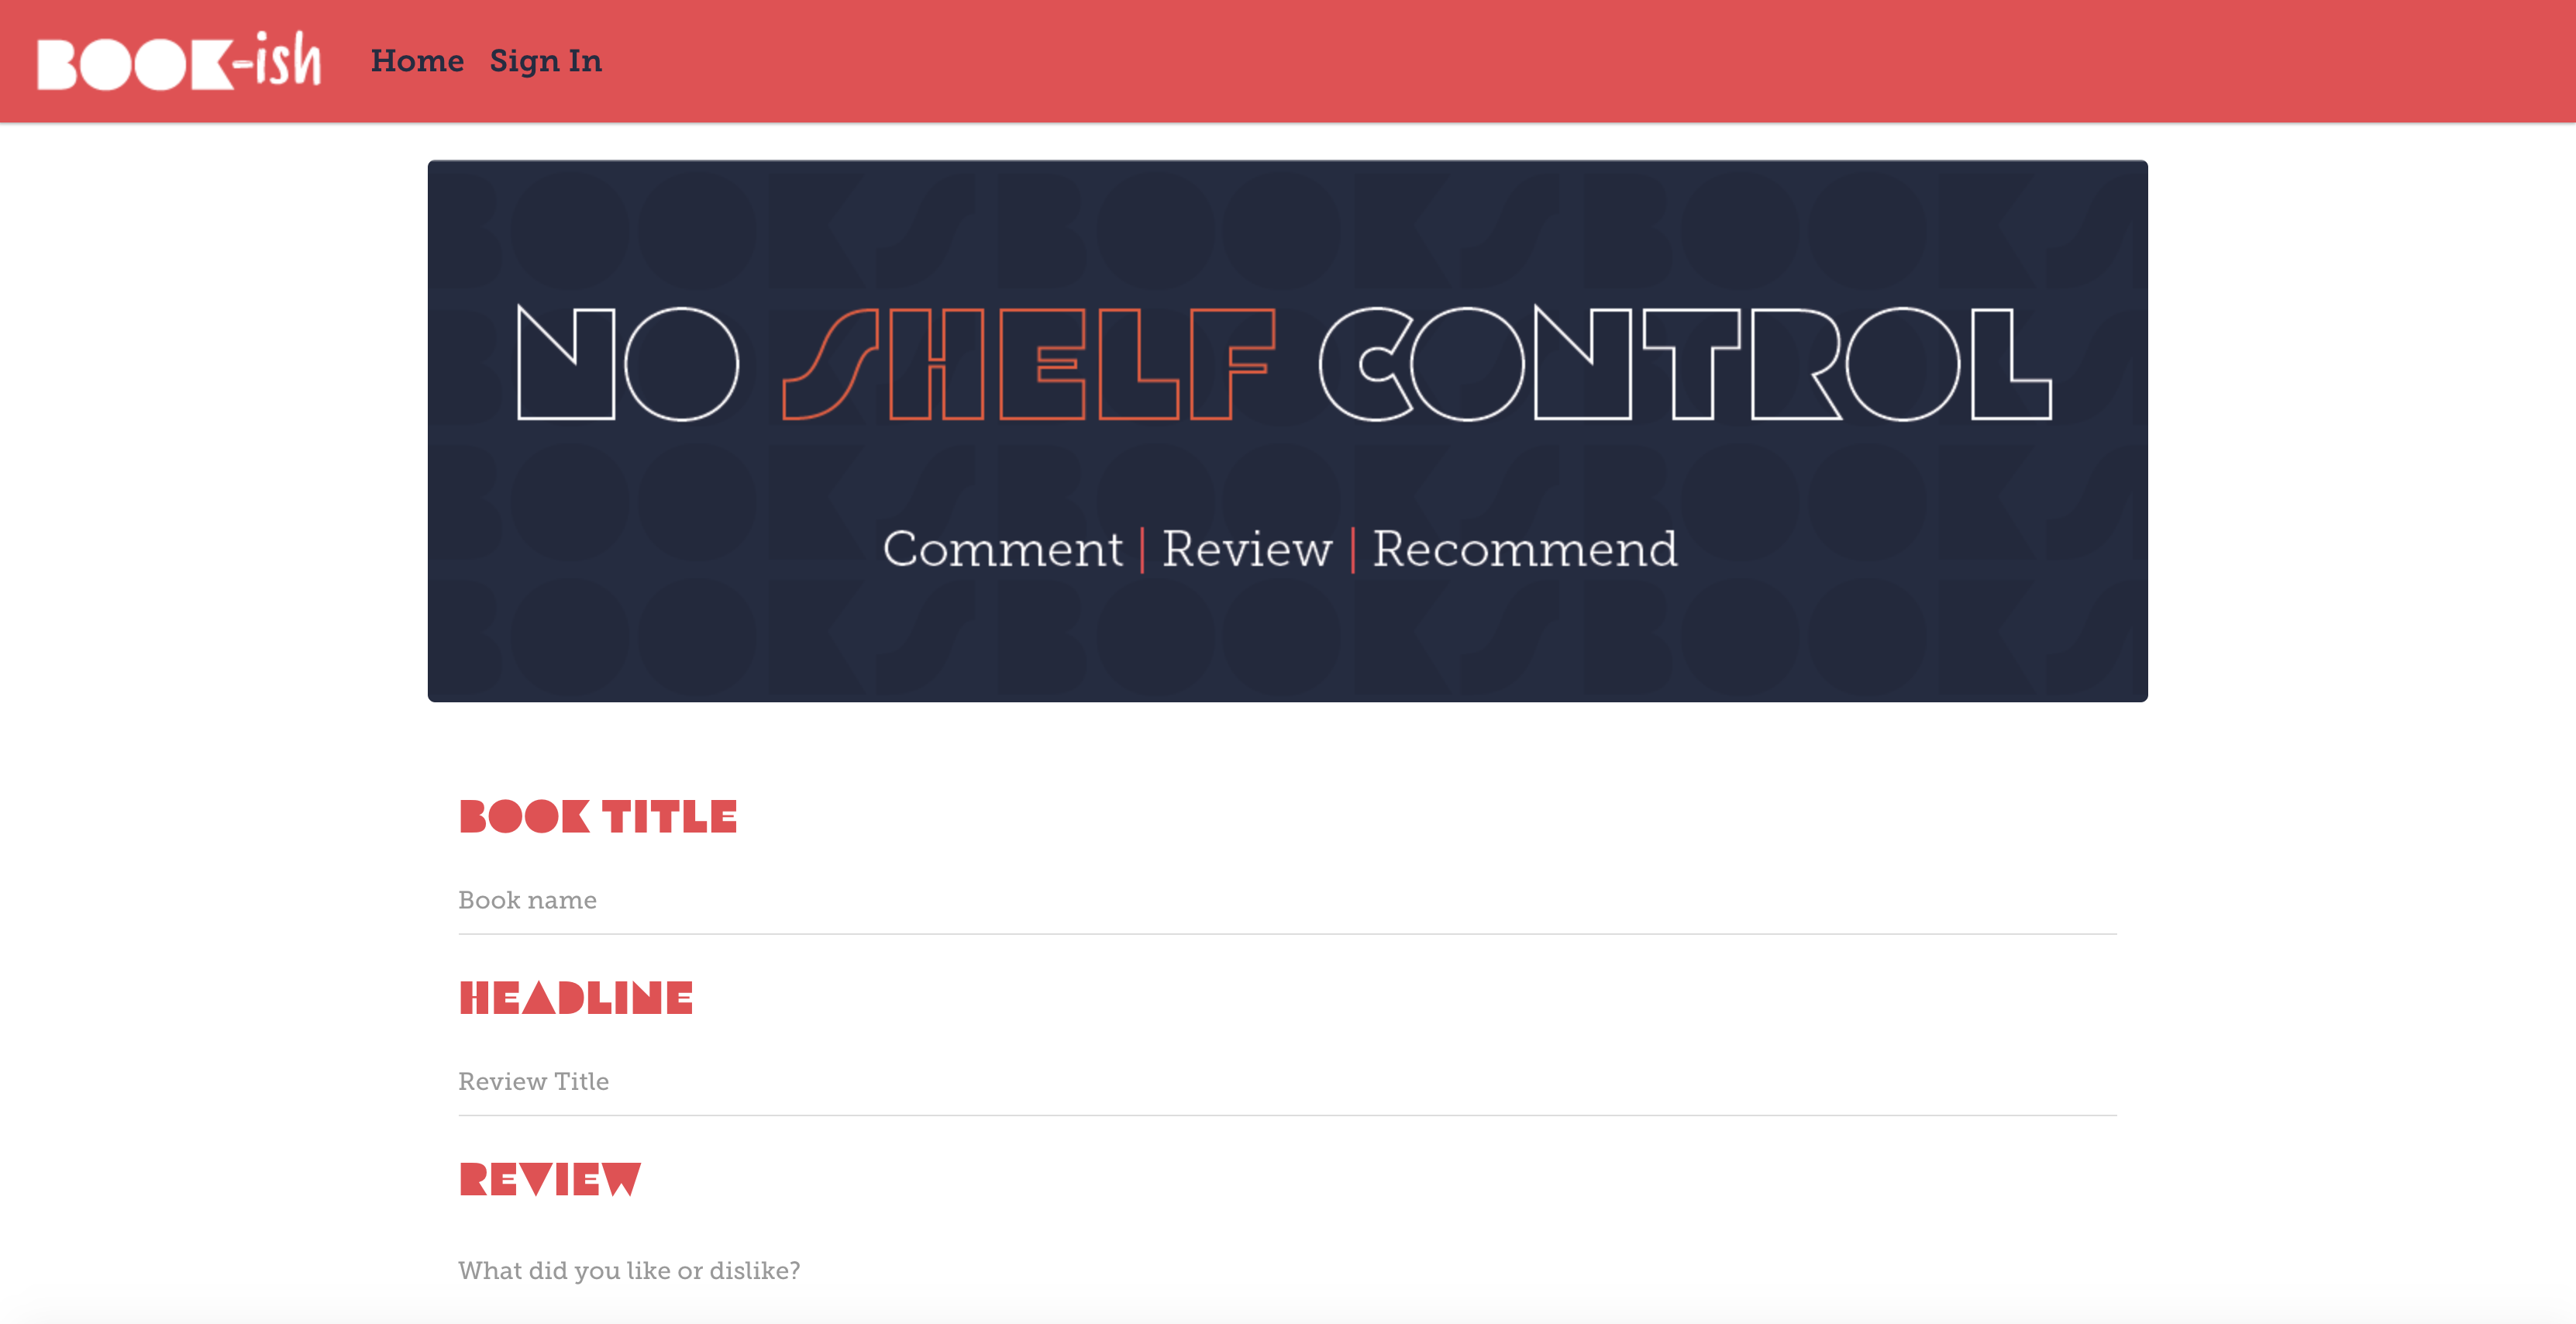 BOOK-ish Home Sign In
NO SHELF CONTROL
Comment | Review | Recommend
BOOK TITLE
Book name
HEADLINE
Review Title
REVIEW
What did you like or dislike?